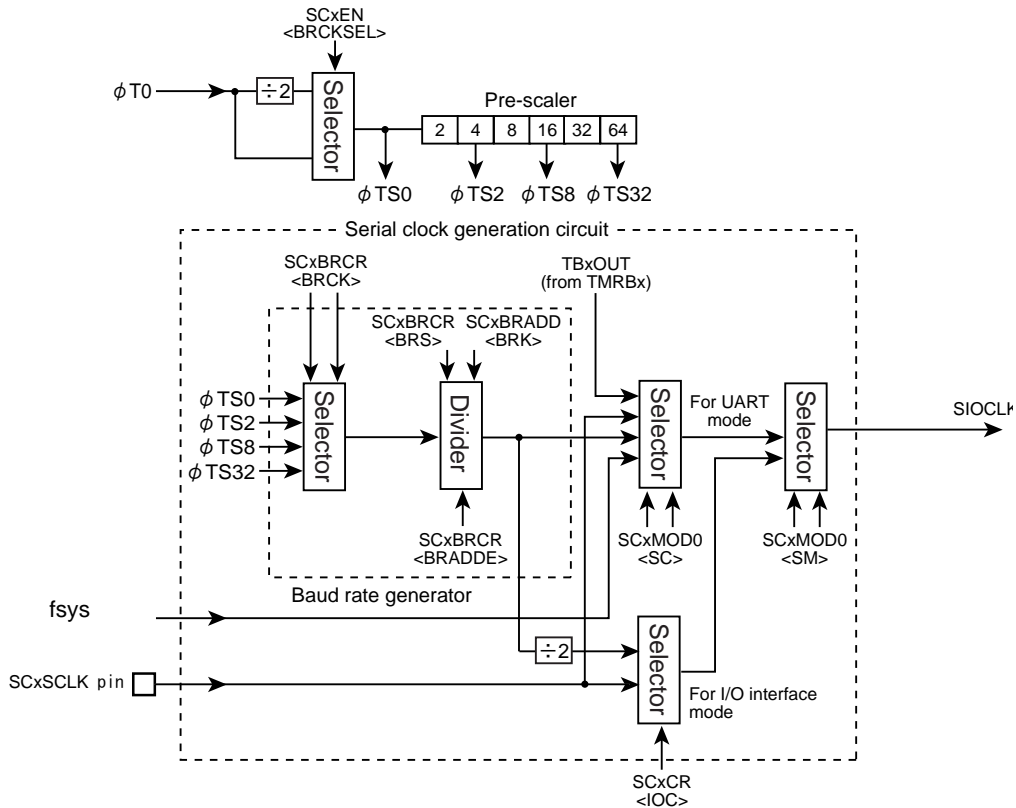 SCxEN
<BRCKSEL>
ϕT0
÷2
Selector
Pre-scaler
2 4 8 16 32 64
ϕTS0 ϕTS2 ϕTS8 ϕTS32
Serial clock generation circuit
SCxBRCR
<BRCK>
TBxOUT
(from TMRBx)
SCxBRCR
<BRS>
SCxBRADD
<BRK>
ϕTS0
ϕTS2
ϕTS8
ϕTS32
Selector
Divider
Selector
For UART
mode
Selector
SIOCLK
SCxBRCR
<BRADDE>
SCxMOD0
<SC>
SCxMOD0
<SM>
Baud rate generator
fsys
÷2
Selector
SCxSCLK pin
For I/O interface
mode
SCxCR
<IOC>